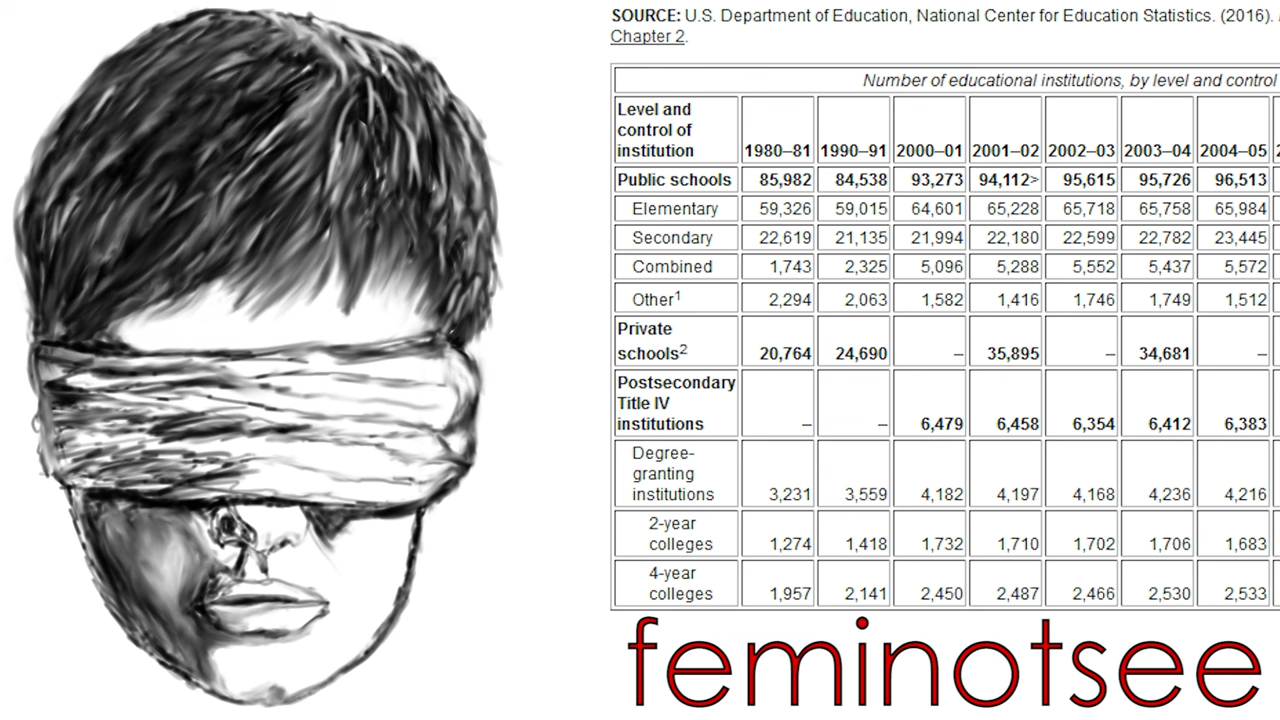 SOURCE: U.S. Department of Education, National Center for Education Statistics. (2016).
Chapter 2.
Number of educational institutions, by level and control
Level and control of institution 1980–81 1990–91 2000–01 2001–02 2002–03 2003–04 2004–05 2
Public schools 85,982 84,538 93,273 94,112> 95,615 95,726 96,513
Elementary 59,326 59,015 64,601 65,228 65,718 65,758 65,984
Secondary 22,619 21,135 21,994 22,180 22,599 22,782 23,445
Combined 1,743 2,325 5,096 5,288 5,552 5,437 5,572
Other1 2,294 2,063 1,582 1,416 1,746 1,749 1,512
Private schools2 20,764 24,690 – 35,895 – 34,681 –
Postsecondary Title IV institutions – – 6,479 6,458 6,354 6,412 6,383
Degree-granting institutions 3,231 3,559 4,182 4,197 4,168 4,236 4,216
2-year colleges 1,274 1,418 1,732 1,710 1,702 1,706 1,683
4-year colleges 1,957 2,141 2,450 2,487 2,466 2,530 2,533
feminotsee